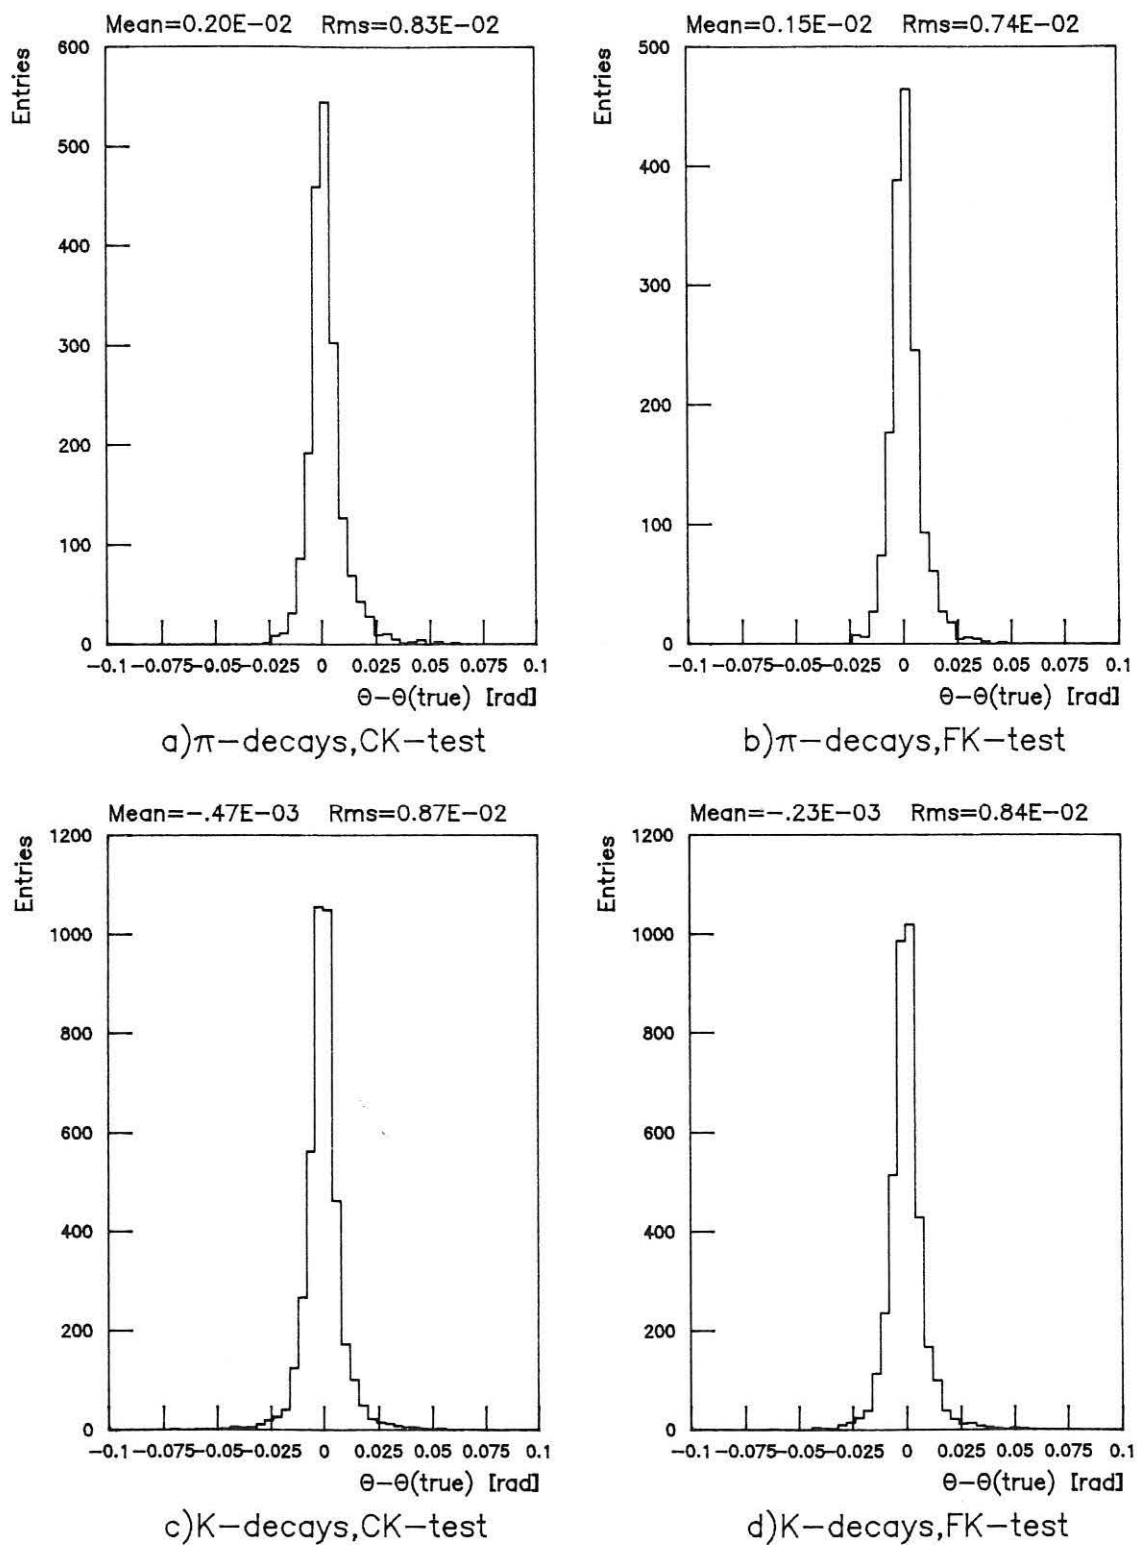 Mean=0.20E-02 Rms=0.83E-02
Entries
600
500
400
300
200
100
0
-0.1 -0.075 -0.05 -0.025 0 0.025 0.05 0.075 0.1
Θ-Θ(true) [rad]
a)π-decays,CK-test
Mean=0.15E-02 Rms=0.74E-02
Entries
500
400
300
200
100
0
-0.1 -0.075 -0.05 -0.025 0 0.025 0.05 0.075 0.1
Θ-Θ(true) [rad]
b)π-decays,FK-test
Mean=-.47E-03 Rms=0.87E-02
Entries
1200
1000
800
600
400
200
0
-0.1 -0.075 -0.05 -0.025 0 0.025 0.05 0.075 0.1
Θ-Θ(true) [rad]
c)K-decays,CK-test
Mean=-.23E-03 Rms=0.84E-02
Entries
1200
1000
800
600
400
200
0
-0.1 -0.075 -0.05 -0.025 0 0.025 0.05 0.075 0.1
Θ-Θ(true) [rad]
d)K-decays,FK-test